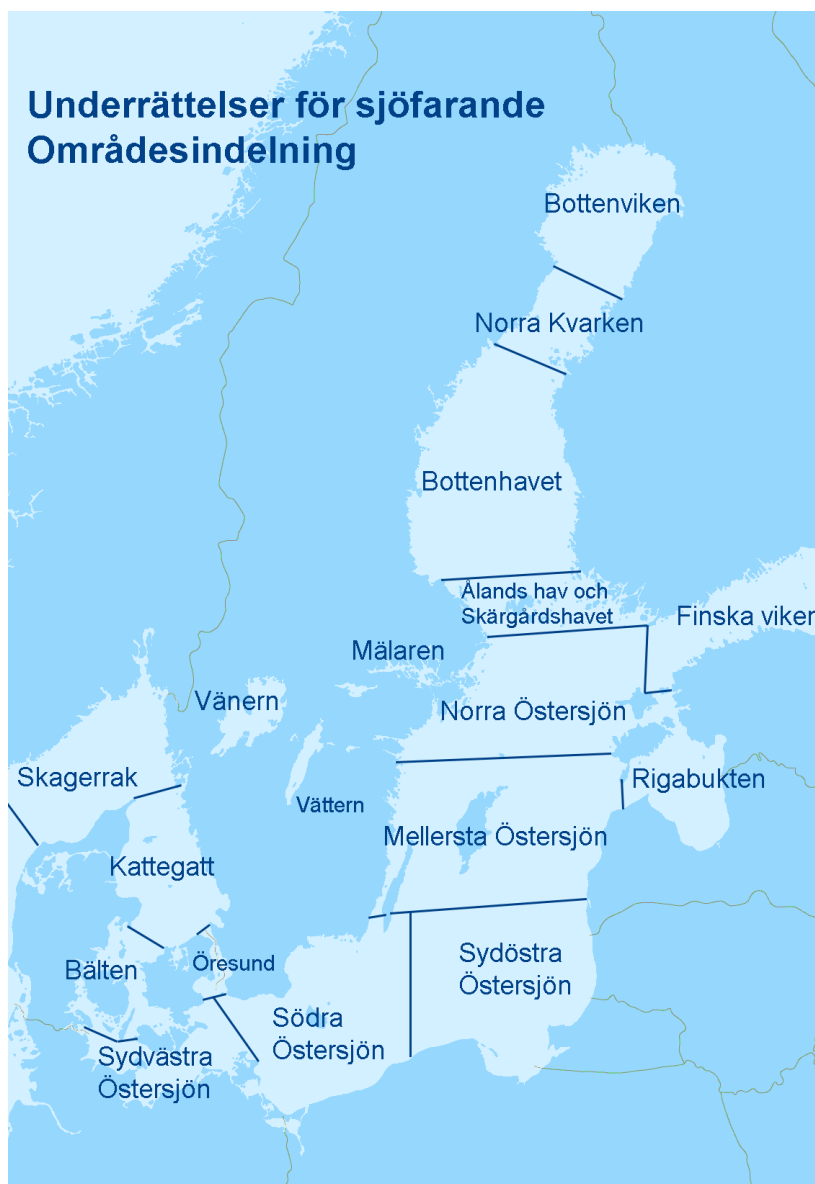 Underrättelser för sjöfarande
Områdesindelning
Bottenviken
Norra Kvarken
Bottenhavet
Ålands hav och
Skärgårdshavet
Finska viken
Mälaren
Vänern
Norra Östersjön
Skagerrak
Rigabukten
Vättern
Mellersta Östersjön
Kattegatt
Sydöstra
Östersjön
Öresund
Bälten
Södra
Östersjön
Sydvästra
Östersjön